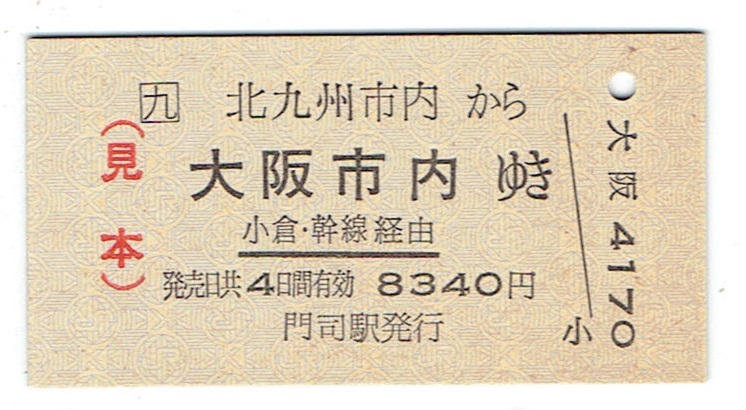 九 北九州市内 から
大阪市内 ゆき
小倉・幹線 経由
発売日共4日間有効 8340円
門司駅発行
(見本)
大阪 4170
小